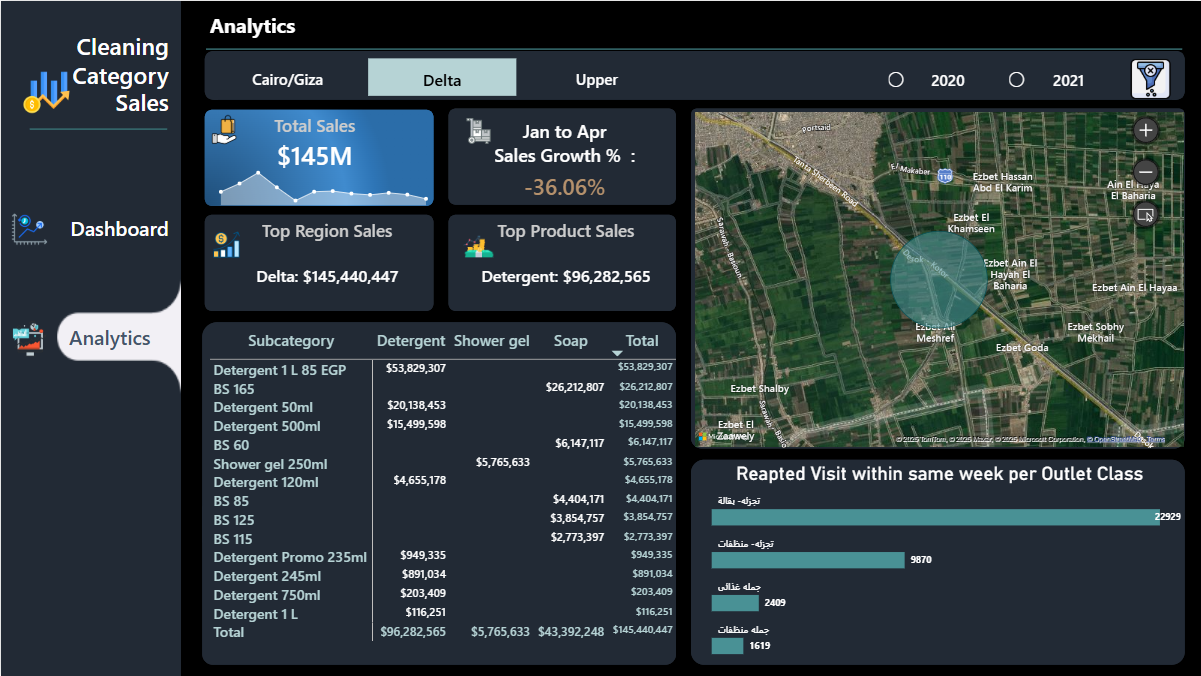 Cleaning
Category
Sales
Dashboard
Analytics
Analytics
Cairo/Giza
Delta
Upper
2020
2021
Total Sales
$145M
Jan to Apr
Sales Growth % :
-36.06%
Top Region Sales
Delta: $145,440,447
Top Product Sales
Detergent: $96,282,565
Subcategory Detergent Shower gel Soap Total
Detergent 1 L 85 EGP $53,829,307 $53,829,307
BS 165 $26,212,807 $26,212,807
Detergent 50ml $20,138,453 $20,138,453
Detergent 500ml $15,499,598 $15,499,598
BS 60 $6,147,117 $6,147,117
Shower gel 250ml $5,765,633 $5,765,633
Detergent 120ml $4,655,178 $4,655,178
BS 85 $4,404,171 $4,404,171
BS 125 $3,854,757 $3,854,757
BS 115 $2,773,397 $2,773,397
Detergent Promo 235ml $949,335 $949,335
Detergent 245ml $891,034 $891,034
Detergent 750ml $203,409 $203,409
Detergent 1 L $116,251 $116,251
Total $96,282,565 $5,765,633 $43,392,248 $145,440,447
Portsaid
Tanta Sherbeen Road
El Makaber
110
Ezbet Hassan
Abd El Karim
Ain El Haya
El Baharia
Ezbet El
Khamseen
Sarawah - Basioun
Desok - Kotor
Ezbet Ain El
Hayah El
Baharia
Ezbet Ain El Hayaa
Ezbet Air
Meshref
Ezbet Sobhy
Mekhail
Ezbet Goda
Ezbet Shalby
Ezbet El
Zaawely
© 2025 TomTom, © 2025 Maxar, © 2025 Microsoft Corporation, © OpenStreetMap Terms
Reapted Visit within same week per Outlet Class
تجزئه- بقالة
22929
تجزئه- منظفات
9870
جمله غذائى
2409
جمله منظفات
1619